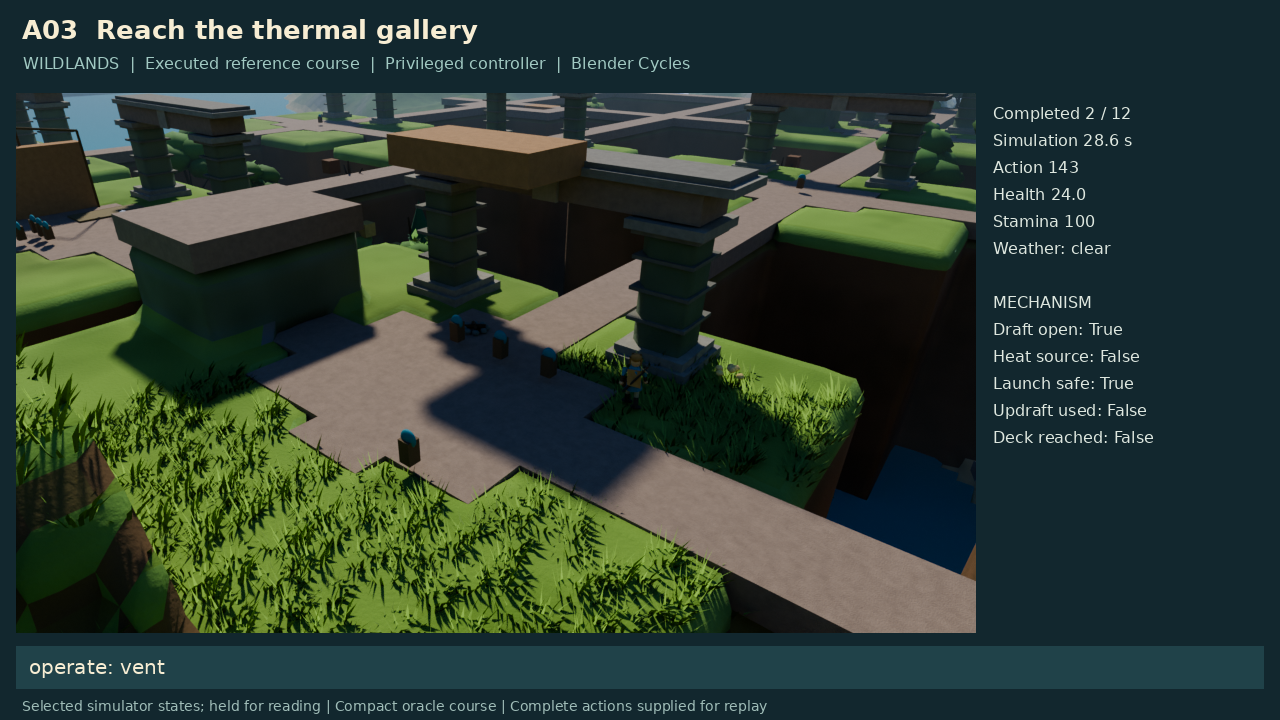 A03  Reach the thermal gallery
WILDLANDS  |  Executed reference course  |  Privileged controller  |  Blender Cycles
Completed 2 / 12
Simulation 28.6 s
Action 143
Health 24.0
Stamina 100
Weather: clear
MECHANISM
Draft open: True
Heat source: False
Launch safe: True
Updraft used: False
Deck reached: False
operate: vent
Selected simulator states; held for reading | Compact oracle course | Complete actions supplied for replay